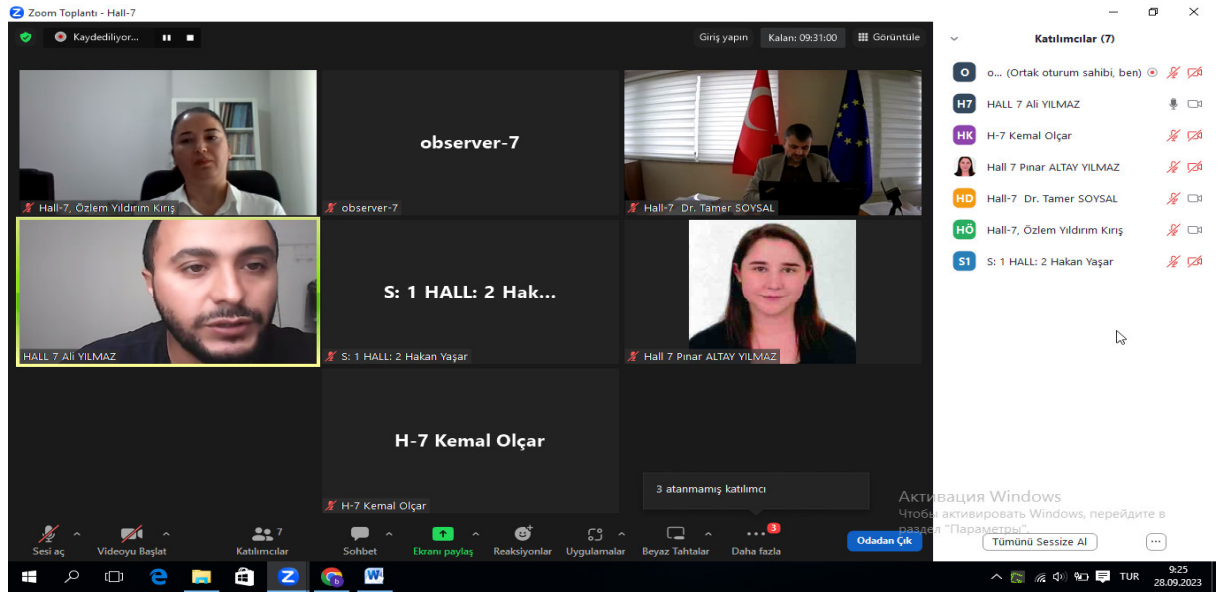 Zoom Toplantı - Hall-7
Kaydediliyor...
Giriş yapın
Kalan: 09:31:00
Görüntüle
Hall-7, Özlem Yıldırım Kırış
observer-7
observer-7
Hall-7 Dr. Tamer SOYSAL
HALL 7 Ali YILMAZ
S: 1 HALL: 2 Hak...
S: 1 HALL: 2 Hakan Yaşar
Hall 7 Pınar ALTAY YILMAZ
H-7 Kemal Olçar
H-7 Kemal Olçar
3 atanmamış katılımcı
Katılımcılar (7)
O o... (Ortak oturum sahibi, ben)
H7 HALL 7 Ali YILMAZ
HK H-7 Kemal Olçar
Hall 7 Pınar ALTAY YILMAZ
HD Hall-7 Dr. Tamer SOYSAL
HÖ Hall-7, Özlem Yıldırım Kırış
S1 S: 1 HALL: 2 Hakan Yaşar
Активация Windows
Чтобы активировать Windows, перейдите в
раздел "Параметры".
Tümünü Sessize Al
...
Sesi aç
Videoyu Başlat
7
Katılımcılar
Sohbet
Ekranı paylaş
Reaksiyonlar
Uygulamalar
Beyaz Tahtalar
3
Daha fazla
Odadan Çık
TUR
9:25
28.09.2023